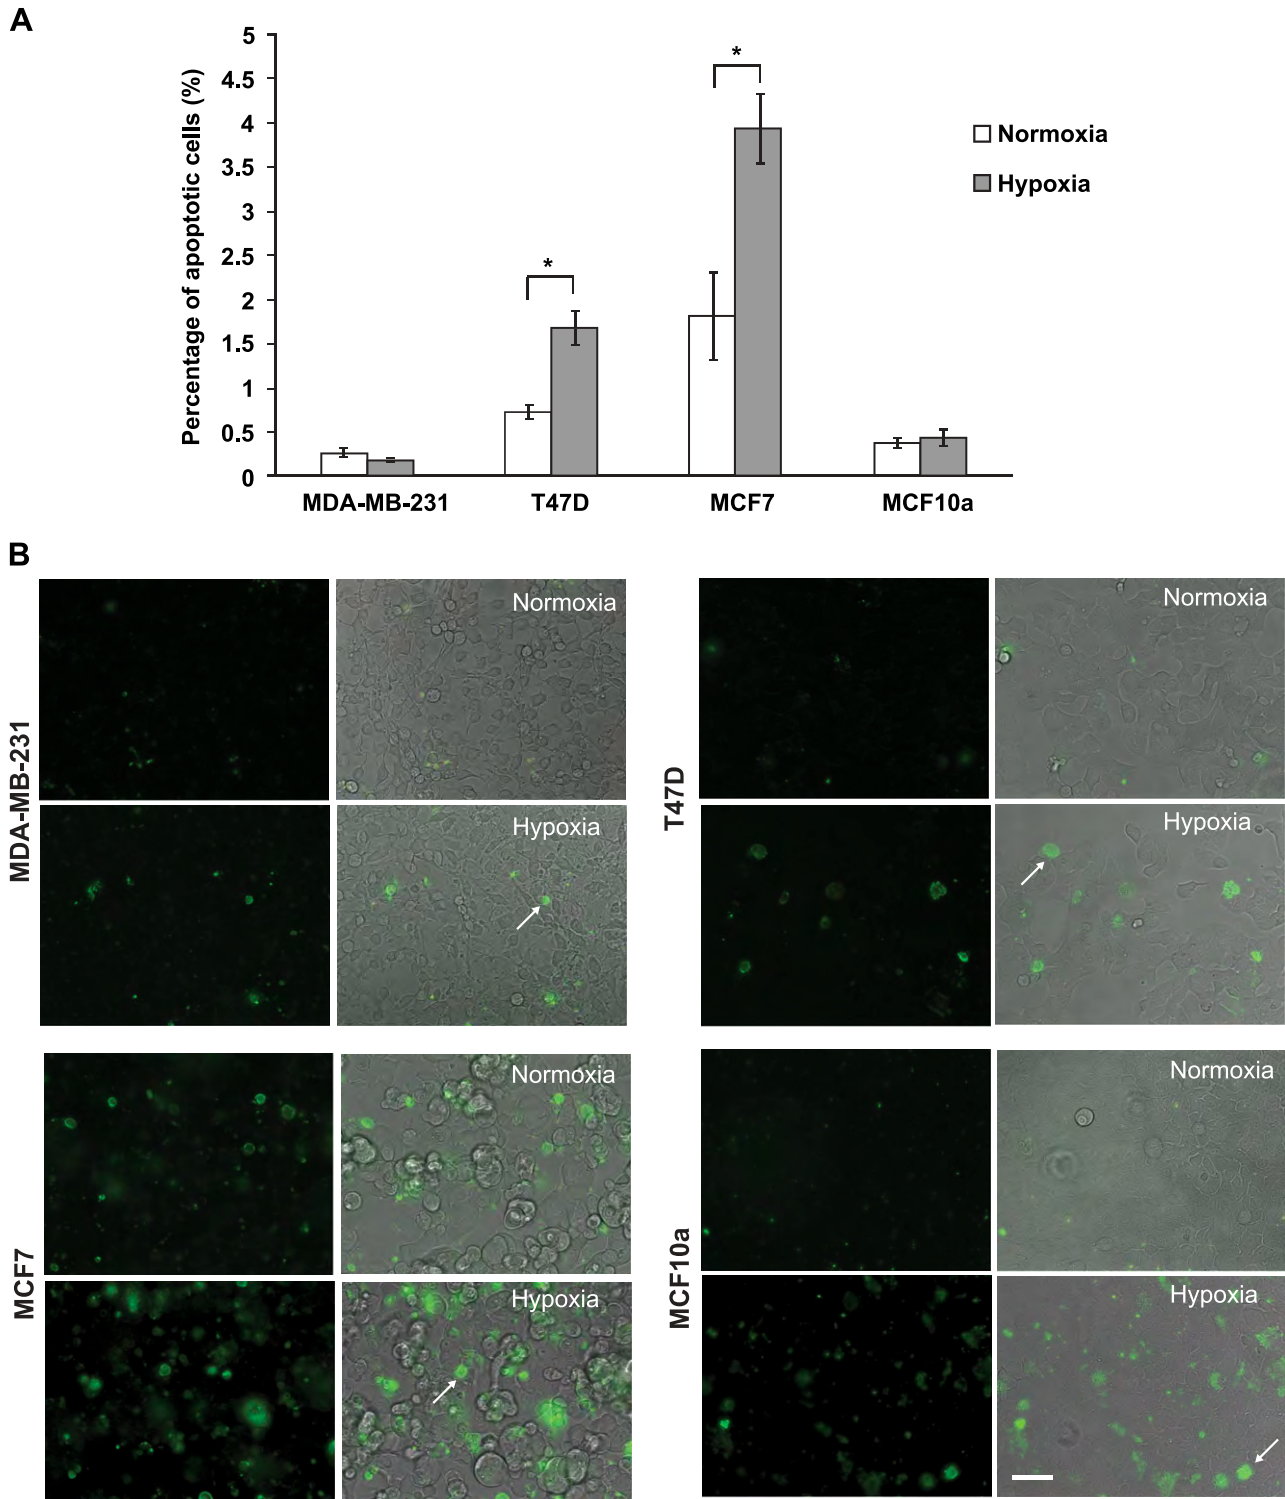 A
5
4.5
4
3.5
3
2.5
2
1.5
1
0.5
0
Percentage of apoptotic cells (%)
*
*
Normoxia
Hypoxia
MDA-MB-231
T47D
MCF7
MCF10a
B
MDA-MB-231
Normoxia
Hypoxia
T47D
Normoxia
Hypoxia
MCF7
Normoxia
Hypoxia
MCF10a
Normoxia
Hypoxia